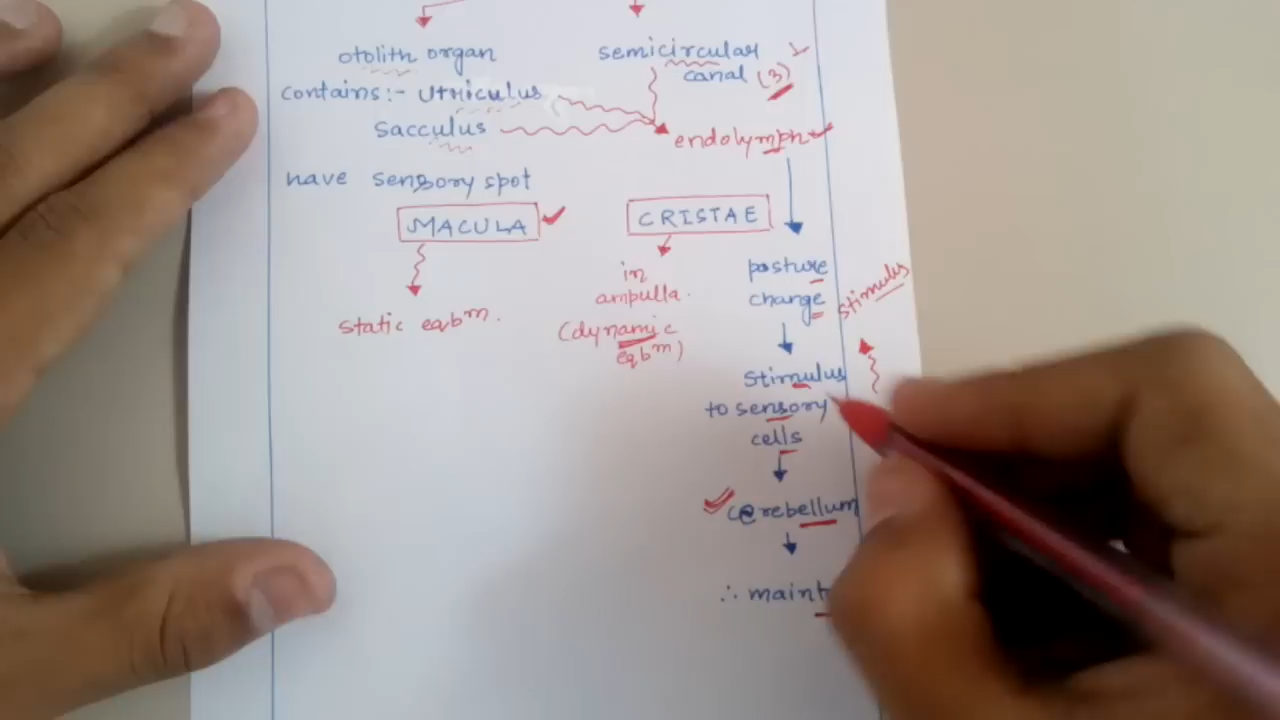 otolith organ
semicircular
canal (3)
contains:- Utriculus
sacculus
endolymph
have sensory spot
MACULA
CRISTAE
static eqbᵐ.
in
ampulla.
(dynamic
eqbᵐ)
posture
change
stimulus
stimulus
to sensory
cells
cerebellum
∴ maint